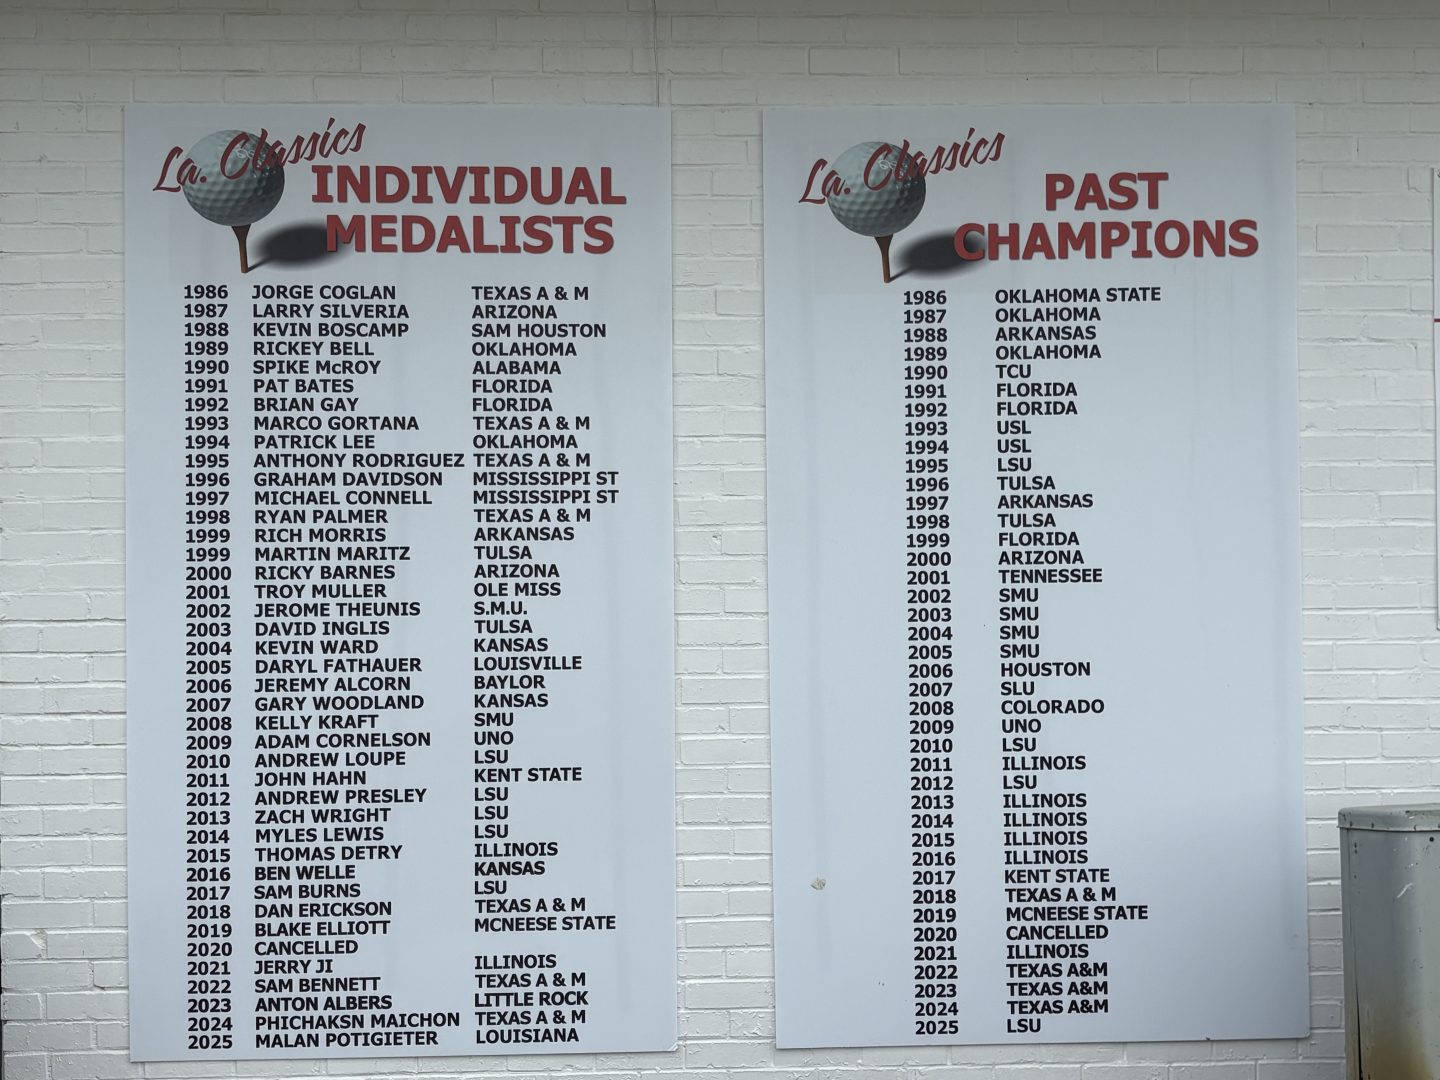 La. Classics
INDIVIDUAL
MEDALISTS
1986 JORGE COGLAN TEXAS A & M
1987 LARRY SILVERIA ARIZONA
1988 KEVIN BOSCAMP SAM HOUSTON
1989 RICKEY BELL OKLAHOMA
1990 SPIKE McROY ALABAMA
1991 PAT BATES FLORIDA
1992 BRIAN GAY FLORIDA
1993 MARCO GORTANA TEXAS A & M
1994 PATRICK LEE OKLAHOMA
1995 ANTHONY RODRIGUEZ TEXAS A & M
1996 GRAHAM DAVIDSON MISSISSIPPI ST
1997 MICHAEL CONNELL MISSISSIPPI ST
1998 RYAN PALMER TEXAS A & M
1999 RICH MORRIS ARKANSAS
1999 MARTIN MARITZ TULSA
2000 RICKY BARNES ARIZONA
2001 TROY MULLER OLE MISS
2002 JEROME THEUNIS S.M.U.
2003 DAVID INGLIS TULSA
2004 KEVIN WARD KANSAS
2005 DARYL FATHAUER LOUISVILLE
2006 JEREMY ALCORN BAYLOR
2007 GARY WOODLAND KANSAS
2008 KELLY KRAFT SMU
2009 ADAM CORNELSON UNO
2010 ANDREW LOUPE LSU
2011 JOHN HAHN KENT STATE
2012 ANDREW PRESLEY LSU
2013 ZACH WRIGHT LSU
2014 MYLES LEWIS LSU
2015 THOMAS DETRY ILLINOIS
2016 BEN WELLE KANSAS
2017 SAM BURNS LSU
2018 DAN ERICKSON TEXAS A & M
2019 BLAKE ELLIOTT MCNEESE STATE
2020 CANCELLED
2021 JERRY JI ILLINOIS
2022 SAM BENNETT TEXAS A & M
2023 ANTON ALBERS LITTLE ROCK
2024 PHICHAKSN MAICHON TEXAS A & M
2025 MALAN POTIGIETER LOUISIANA
La. Classics
PAST
CHAMPIONS
1986 OKLAHOMA STATE
1987 OKLAHOMA
1988 ARKANSAS
1989 OKLAHOMA
1990 TCU
1991 FLORIDA
1992 FLORIDA
1993 USL
1994 USL
1995 LSU
1996 TULSA
1997 ARKANSAS
1998 TULSA
1999 FLORIDA
2000 ARIZONA
2001 TENNESSEE
2002 SMU
2003 SMU
2004 SMU
2005 SMU
2006 HOUSTON
2007 SLU
2008 COLORADO
2009 UNO
2010 LSU
2011 ILLINOIS
2012 LSU
2013 ILLINOIS
2014 ILLINOIS
2015 ILLINOIS
2016 ILLINOIS
2017 KENT STATE
2018 TEXAS A & M
2019 MCNEESE STATE
2020 CANCELLED
2021 ILLINOIS
2022 TEXAS A&M
2023 TEXAS A&M
2024 TEXAS A&M
2025 LSU